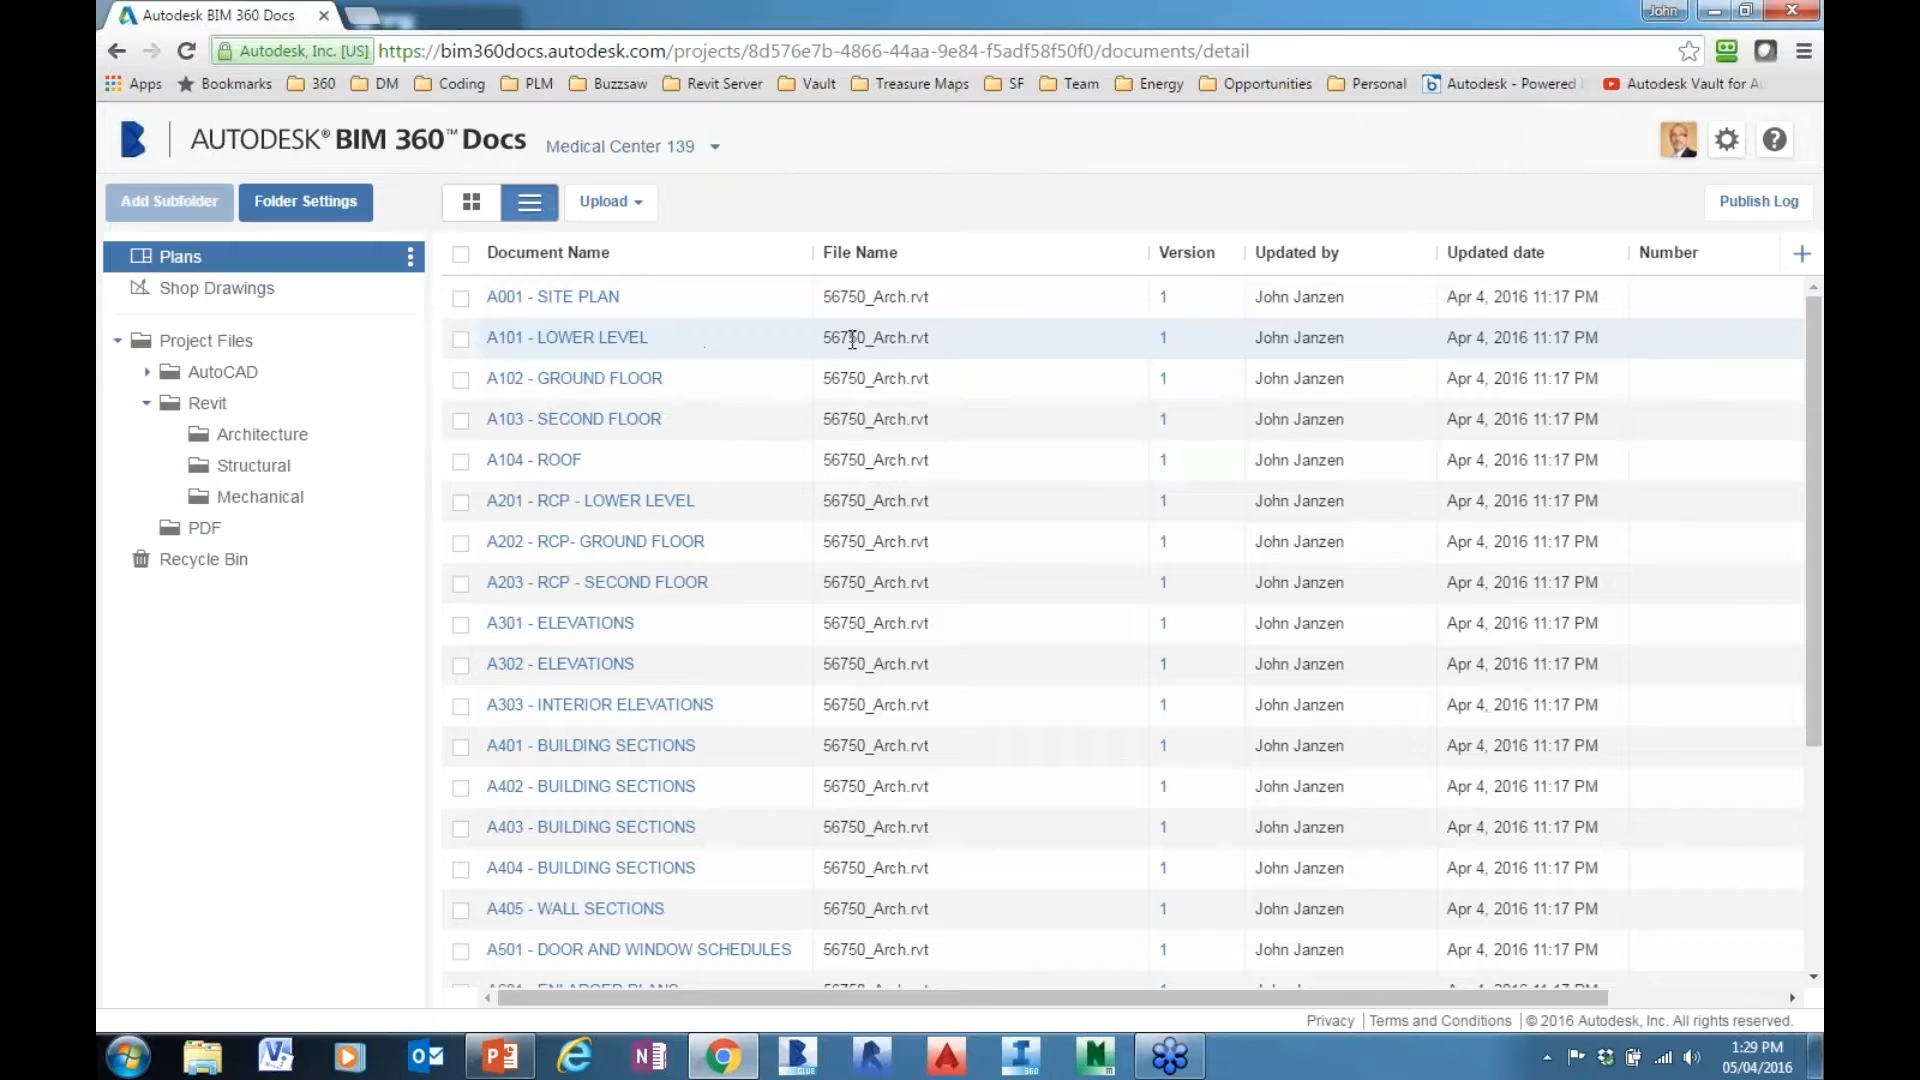 Autodesk BIM 360 Docs
John
Autodesk, Inc. [US] https://bim360docs.autodesk.com/projects/8d576e7b-4866-44aa-9e84-f5adf58f50f0/documents/detail
Apps Bookmarks 360 DM Coding PLM Buzzsaw Revit Server Vault Treasure Maps SF Team Energy Opportunities Personal Autodesk - Powered Autodesk Vault for Au
AUTODESK® BIM 360™ Docs Medical Center 139
Add Subfolder Folder Settings Upload Publish Log
Plans
Shop Drawings
Project Files
AutoCAD
Revit
Architecture
Structural
Mechanical
PDF
Recycle Bin
Document Name File Name Version Updated by Updated date Number
A001 - SITE PLAN 56750_Arch.rvt 1 John Janzen Apr 4, 2016 11:17 PM
A101 - LOWER LEVEL 56750_Arch.rvt 1 John Janzen Apr 4, 2016 11:17 PM
A102 - GROUND FLOOR 56750_Arch.rvt 1 John Janzen Apr 4, 2016 11:17 PM
A103 - SECOND FLOOR 56750_Arch.rvt 1 John Janzen Apr 4, 2016 11:17 PM
A104 - ROOF 56750_Arch.rvt 1 John Janzen Apr 4, 2016 11:17 PM
A201 - RCP - LOWER LEVEL 56750_Arch.rvt 1 John Janzen Apr 4, 2016 11:17 PM
A202 - RCP- GROUND FLOOR 56750_Arch.rvt 1 John Janzen Apr 4, 2016 11:17 PM
A203 - RCP - SECOND FLOOR 56750_Arch.rvt 1 John Janzen Apr 4, 2016 11:17 PM
A301 - ELEVATIONS 56750_Arch.rvt 1 John Janzen Apr 4, 2016 11:17 PM
A302 - ELEVATIONS 56750_Arch.rvt 1 John Janzen Apr 4, 2016 11:17 PM
A303 - INTERIOR ELEVATIONS 56750_Arch.rvt 1 John Janzen Apr 4, 2016 11:17 PM
A401 - BUILDING SECTIONS 56750_Arch.rvt 1 John Janzen Apr 4, 2016 11:17 PM
A402 - BUILDING SECTIONS 56750_Arch.rvt 1 John Janzen Apr 4, 2016 11:17 PM
A403 - BUILDING SECTIONS 56750_Arch.rvt 1 John Janzen Apr 4, 2016 11:17 PM
A404 - BUILDING SECTIONS 56750_Arch.rvt 1 John Janzen Apr 4, 2016 11:17 PM
A405 - WALL SECTIONS 56750_Arch.rvt 1 John Janzen Apr 4, 2016 11:17 PM
A501 - DOOR AND WINDOW SCHEDULES 56750_Arch.rvt 1 John Janzen Apr 4, 2016 11:17 PM
Privacy | Terms and Conditions | © 2016 Autodesk, Inc. All rights reserved.
1:29 PM
05/04/2016